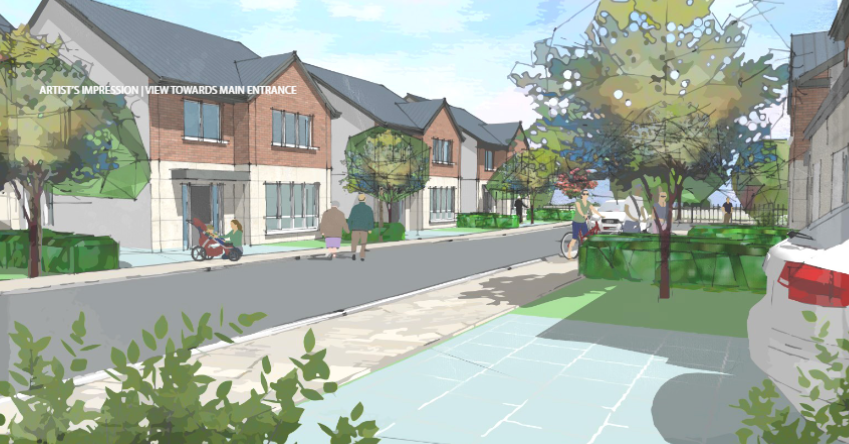 ARTIST'S IMPRESSION | VIEW TOWARDS MAIN ENTRANCE